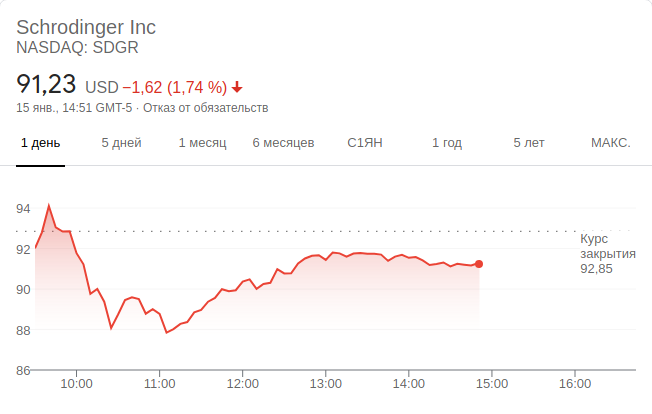 Schrodinger Inc
NASDAQ: SDGR
91,23 USD −1,62 (1,74 %)
15 янв., 14:51 GMT-5 · Отказ от обязательств
1 день 5 дней 1 месяц 6 месяцев С1ЯН 1 год 5 лет МАКС.
94
Курс
закрытия
92
92,85
90
88
86
10:00 11:00 12:00 13:00 14:00 15:00 16:00